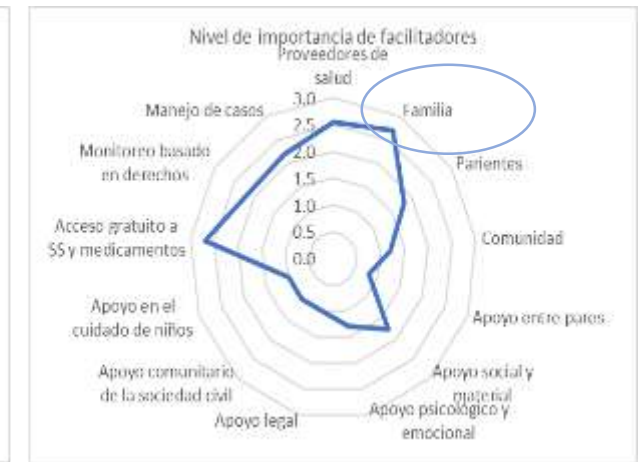 Nivel de importancia de facilitadores
Proveedores de
salud
Familia
Parientes
Comunidad
Apoyo entre pares
Apoyo social y
material
Apoyo psicológico y
emocional
Apoyo legal
Apoyo comunitario
de la sociedad civil
Apoyo en el
cuidado de niños
Acceso gratuito a
SS y medicamentos
Monitoreo basado
en derechos
Manejo de casos
3.0
2.5
2.0
1.5
1.0
0.5
0.0